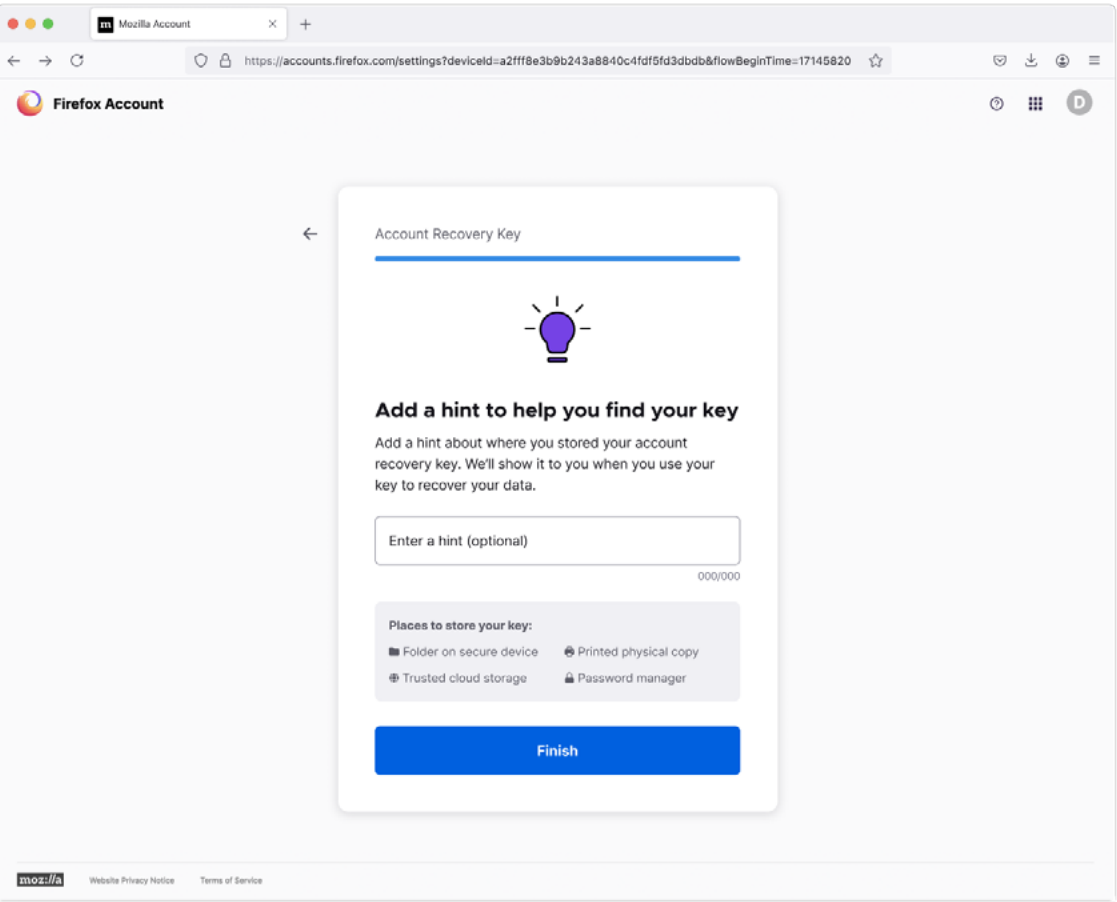 m Mozilla Account
https://accounts.firefox.com/settings?deviceId=a2fff8e3b9b243a8840c4fdf5fd3dbdb&flowBeginTime=17145820
Firefox Account
D
Account Recovery Key
Add a hint to help you find your key
Add a hint about where you stored your account
recovery key. We'll show it to you when you use your
key to recover your data.
Enter a hint (optional)
000/000
Places to store your key:
Folder on secure device Printed physical copy
Trusted cloud storage Password manager
Finish
moz://a Website Privacy Notice Terms of Service